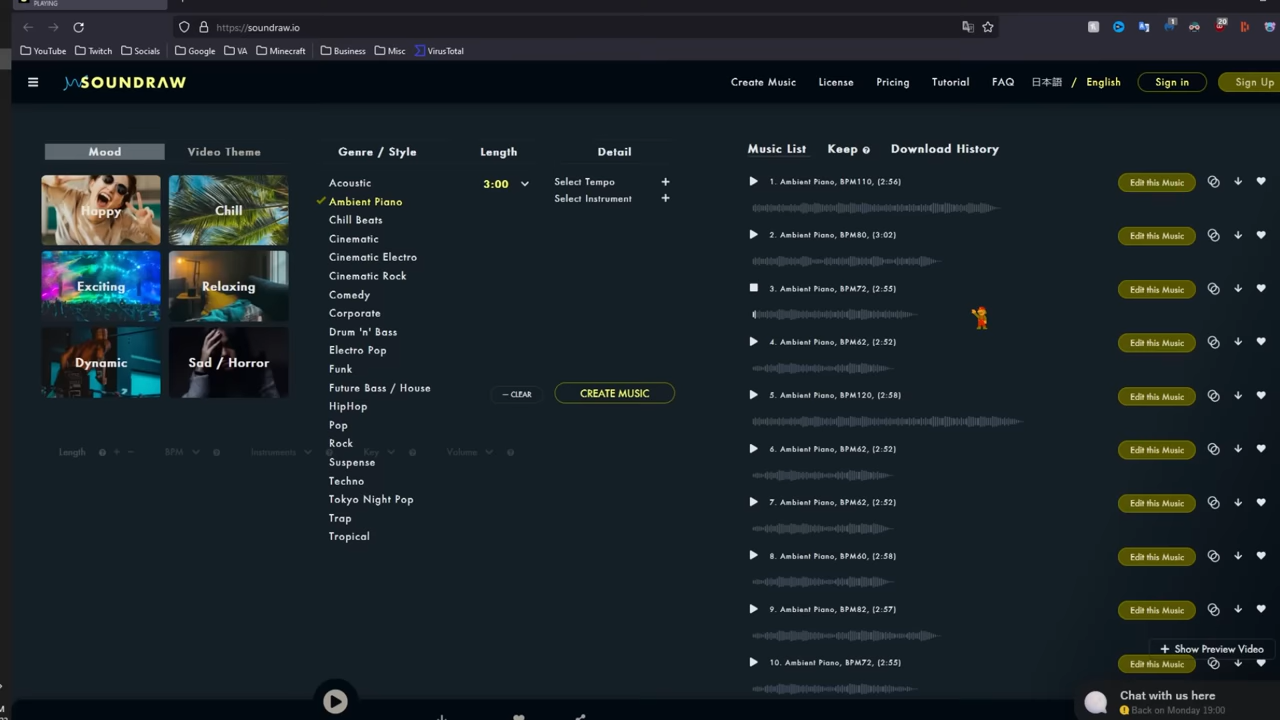 PLAYING
https://soundraw.io
YouTube Twitch Socials Google VA Minecraft Business Misc VirusTotal
1 20
SOUNDRAW
Create Music License Pricing Tutorial FAQ 日本語 / English Sign in Sign Up
Mood Video Theme
Happy Chill
Exciting Relaxing
Dynamic Sad / Horror
Genre / Style
Acoustic
Ambient Piano
Chill Beats
Cinematic
Cinematic Electro
Cinematic Rock
Comedy
Corporate
Drum 'n' Bass
Electro Pop
Funk
Future Bass / House
HipHop
Pop
Rock
Suspense
Techno
Tokyo Night Pop
Trap
Tropical
Length
3:00
Detail
Select Tempo +
Select Instrument +
— CLEAR
CREATE MUSIC
Length ? + − BPM ? Instruments ? Key ? Volume ?
Music List Keep ? Download History
1. Ambient Piano, BPM110, (2:56) Edit this Music
2. Ambient Piano, BPM80, (3:02) Edit this Music
3. Ambient Piano, BPM72, (2:55) Edit this Music
4. Ambient Piano, BPM62, (2:52) Edit this Music
5. Ambient Piano, BPM120, (2:58) Edit this Music
6. Ambient Piano, BPM62, (2:52) Edit this Music
7. Ambient Piano, BPM62, (2:52) Edit this Music
8. Ambient Piano, BPM60, (2:58) Edit this Music
9. Ambient Piano, BPM82, (2:57) Edit this Music
+ Show Preview Video
10. Ambient Piano, BPM72, (2:55) Edit this Music
Chat with us here
Back on Monday 19:00